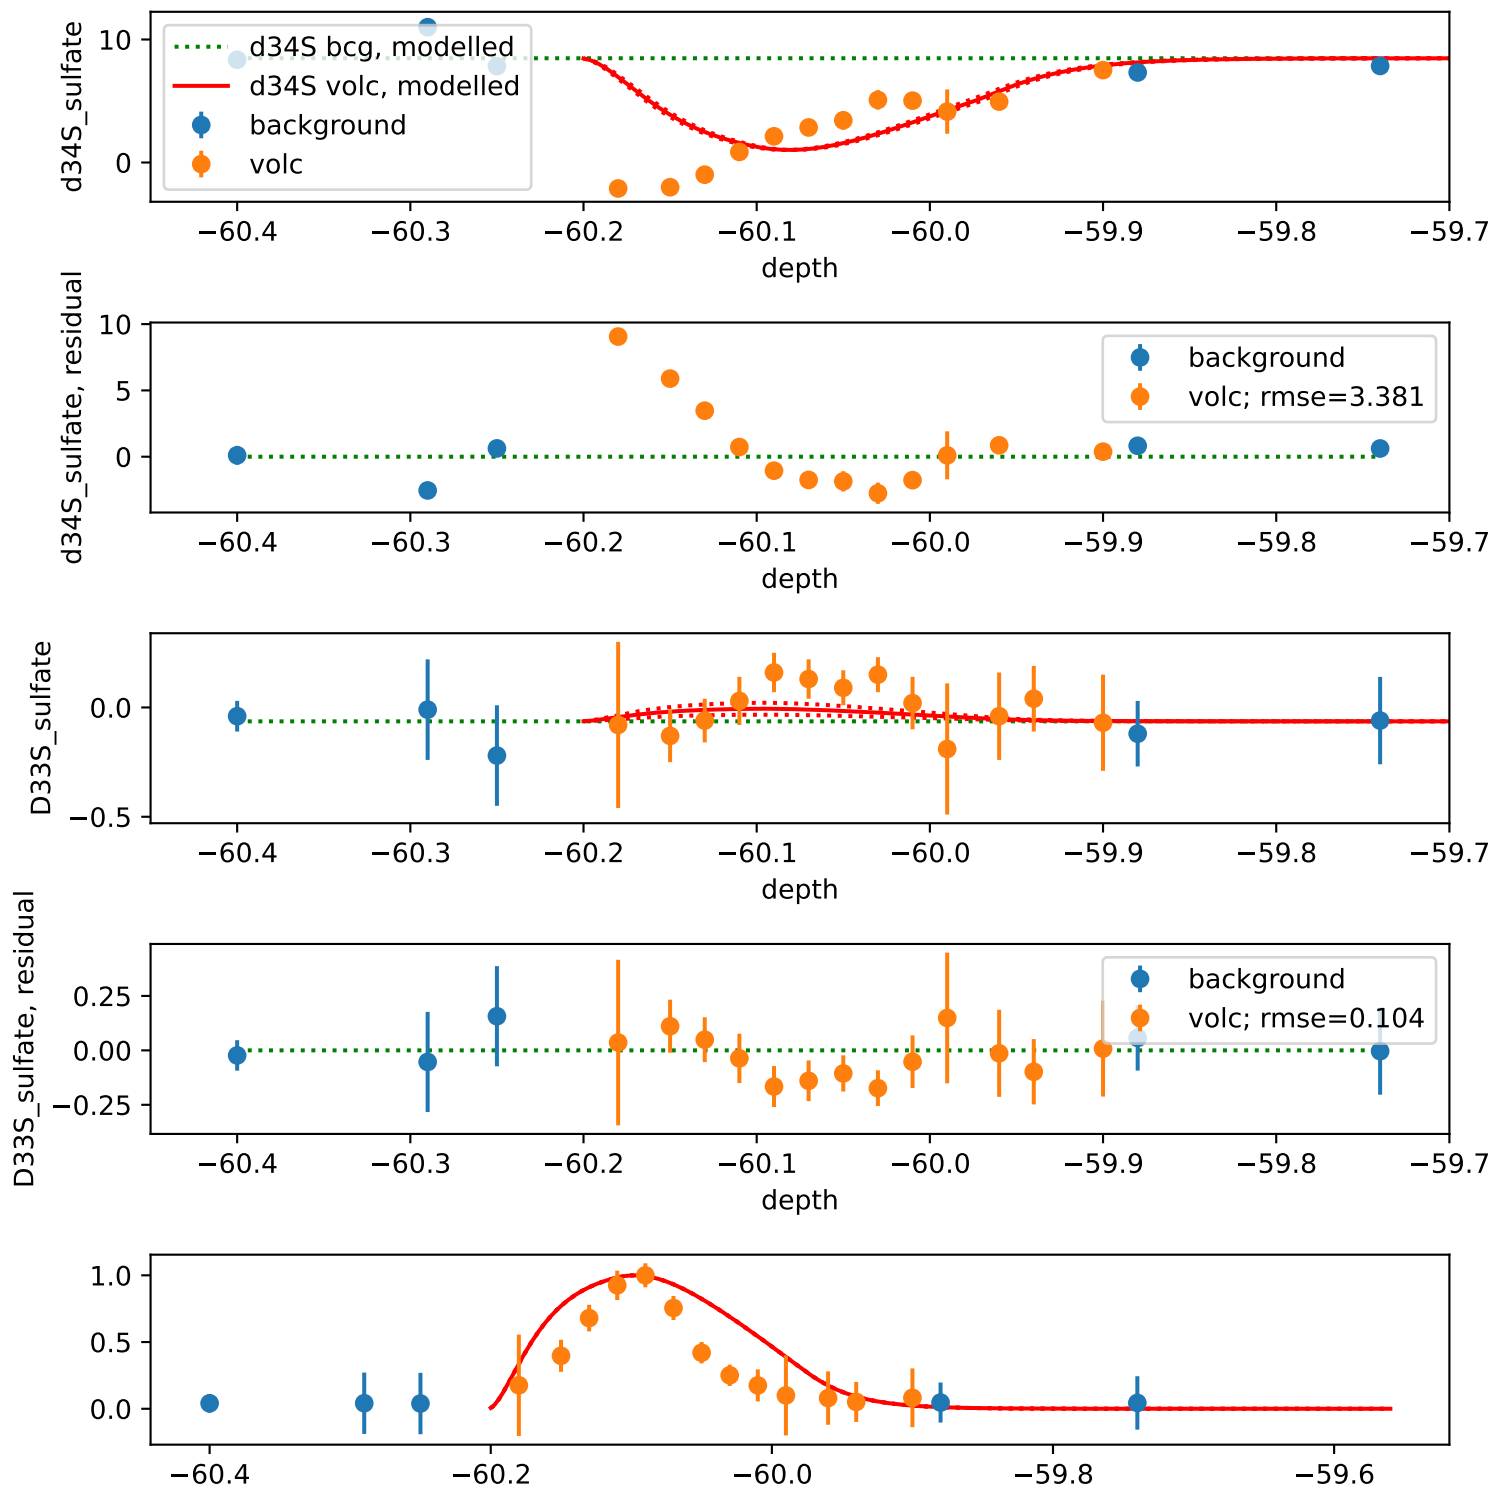 d34S_sulfate
10
0
d34S bcg, modelled
d34S volc, modelled
background
volc
−60.4 −60.3 −60.2 −60.1 −60.0 −59.9 −59.8 −59.7
depth
d34S_sulfate, residual
10
5
0
background
volc; rmse=3.381
−60.4 −60.3 −60.2 −60.1 −60.0 −59.9 −59.8 −59.7
depth
D33S_sulfate
0.0
−0.5
−60.4 −60.3 −60.2 −60.1 −60.0 −59.9 −59.8 −59.7
depth
D33S_sulfate, residual
0.25
0.00
−0.25
background
volc; rmse=0.104
−60.4 −60.3 −60.2 −60.1 −60.0 −59.9 −59.8 −59.7
depth
1.0
0.5
0.0
−60.4 −60.2 −60.0 −59.8 −59.6